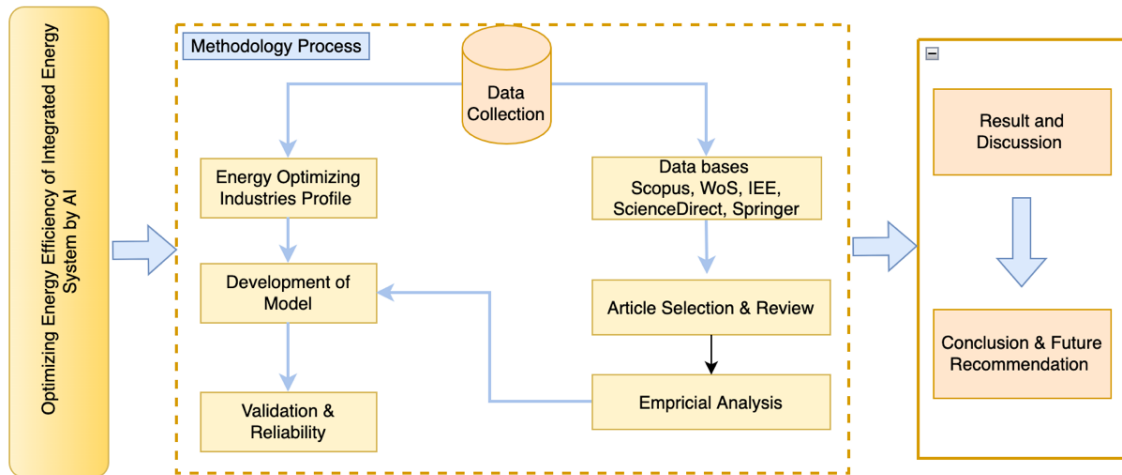 Optimizing Energy Efficiency of Integrated Energy
System by AI
Methodology Process
Data
Collection
Energy Optimizing
Industries Profile
Development of
Model
Validation &
Reliability
Data bases
Scopus, WoS, IEE,
ScienceDirect, Springer
Article Selection & Review
Empricial Analysis
Result and
Discussion
Conclusion & Future
Recommendation